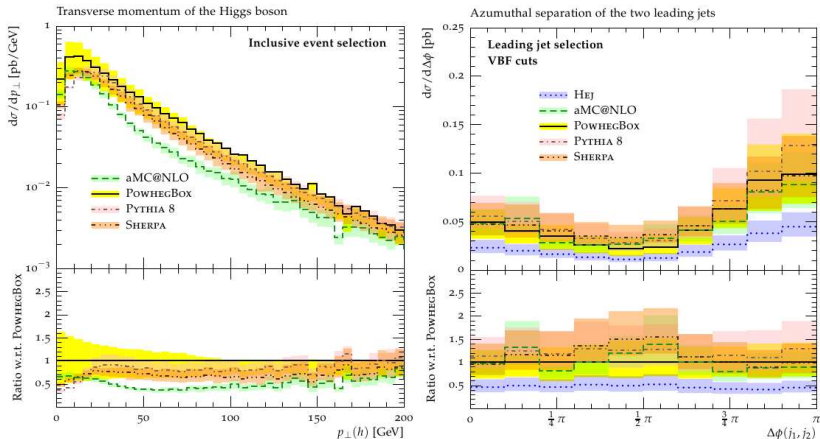 Transverse momentum of the Higgs boson
Inclusive event selection
dσ/dp⊥ [pb/GeV]
10⁻¹
10⁻²
10⁻³
aMC@NLO
PowhegBox
Pythia 8
Sherpa
Ratio w.r.t. PowhegBox
2.5
2
1.5
1
0.5
0 50 100 150 200
p⊥(h) [GeV]
Azumuthal separation of the two leading jets
Leading jet selection
VBF cuts
dσ/dΔϕ [pb]
0.25
0.2
0.15
0.1
0.05
0
Hej
aMC@NLO
PowhegBox
Pythia 8
Sherpa
Ratio w.r.t. PowhegBox
2.5
2
1.5
1
0.5
0 1/4 π 1/2 π 3/4 π π
Δϕ(j₁, j₂)